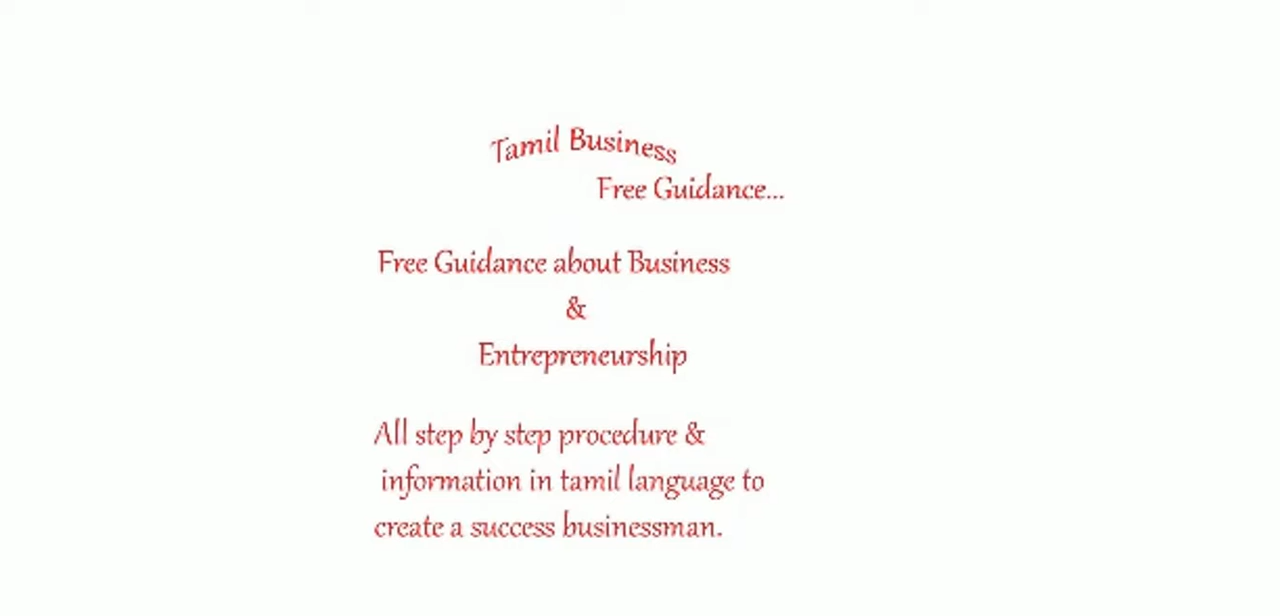 Tamil Business
Free Guidance...
Free Guidance about Business
&
Entrepreneurship
All step by step procedure &
information in tamil language to
create a success businessman.